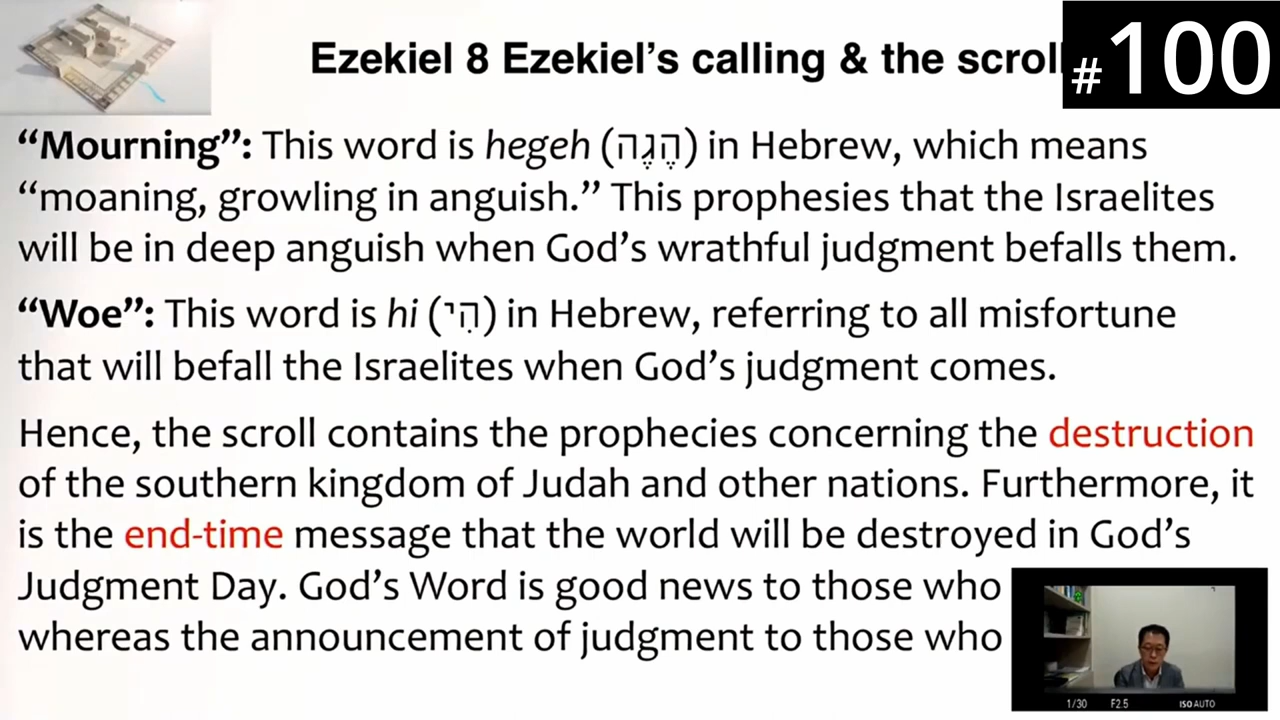 Ezekiel 8 Ezekiel’s calling & the scroll
#100
“Mourning”: This word is hegeh (הֶגֶה) in Hebrew, which means
“moaning, growling in anguish.” This prophesies that the Israelites
will be in deep anguish when God’s wrathful judgment befalls them.
“Woe”: This word is hi (הִי) in Hebrew, referring to all misfortune
that will befall the Israelites when God’s judgment comes.
Hence, the scroll contains the prophecies concerning the destruction
of the southern kingdom of Judah and other nations. Furthermore, it
is the end-time message that the world will be destroyed in God’s
Judgment Day. God’s Word is good news to those who
whereas the announcement of judgment to those who
1/30 F2.5 ISO AUTO